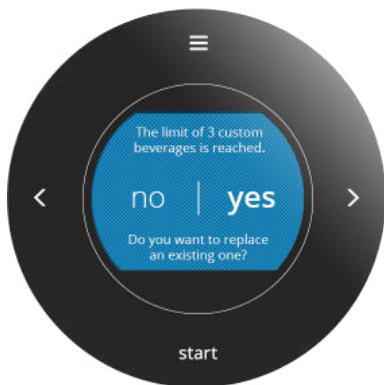 The limit of 3 custom
beverages is reached.
no | yes
Do you want to replace
an existing one?
start